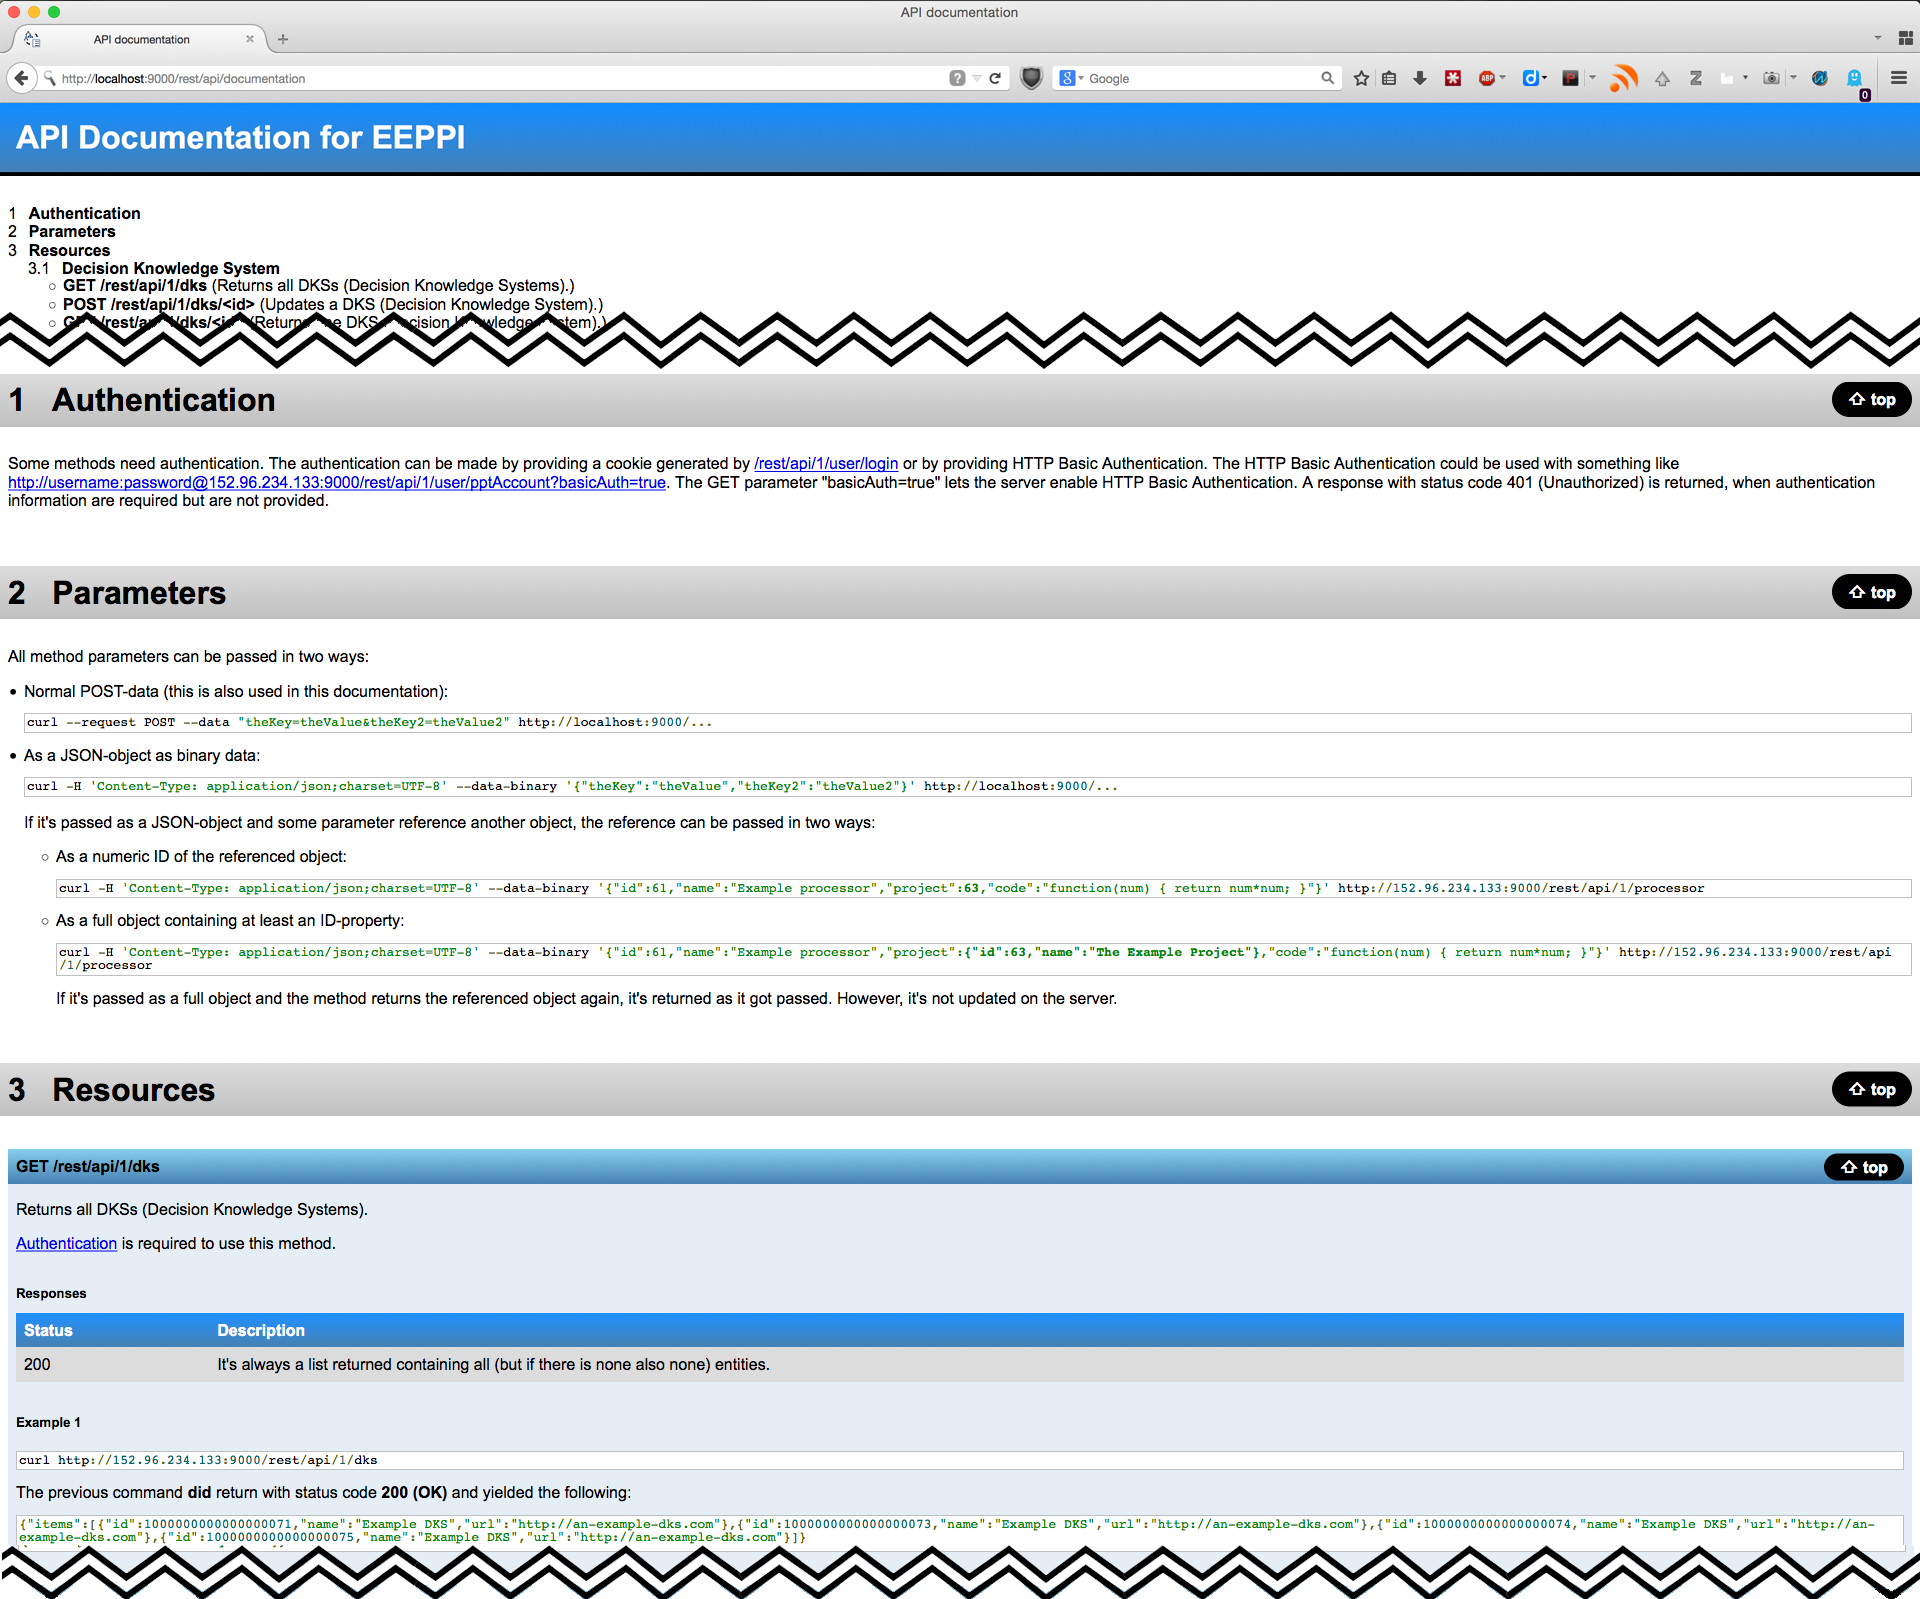 API documentation
API documentation
http://localhost:9000/rest/api/documentation
Google
0
API Documentation for EEPPI
1 Authentication
2 Parameters
3 Resources
3.1 Decision Knowledge System
GET /rest/api/1/dks (Returns all DKSs (Decision Knowledge Systems).)
POST /rest/api/1/dks/<id> (Updates a DKS (Decision Knowledge System).)
1 Authentication
top
Some methods need authentication. The authentication can be made by providing a cookie generated by /rest/api/1/user/login or by providing HTTP Basic Authentication. The HTTP Basic Authentication could be used with something like
http://username:password@152.96.234.133:9000/rest/api/1/user/pptAccount?basicAuth=true. The GET parameter "basicAuth=true" lets the server enable HTTP Basic Authentication. A response with status code 401 (Unauthorized) is returned, when authentication
information are required but are not provided.
2 Parameters
top
All method parameters can be passed in two ways:
Normal POST-data (this is also used in this documentation):
curl --request POST --data "theKey=theValue&theKey2=theValue2" http://localhost:9000/...
As a JSON-object as binary data:
curl -H 'Content-Type: application/json;charset=UTF-8' --data-binary '{"theKey":"theValue","theKey2":"theValue2"}' http://localhost:9000/...
If it's passed as a JSON-object and some parameter reference another object, the reference can be passed in two ways:
As a numeric ID of the referenced object:
curl -H 'Content-Type: application/json;charset=UTF-8' --data-binary '{"id":61,"name":"Example processor","project":63,"code":"function(num) { return num*num; }"}' http://152.96.234.133:9000/rest/api/1/processor
As a full object containing at least an ID-property:
curl -H 'Content-Type: application/json;charset=UTF-8' --data-binary '{"id":61,"name":"Example processor","project":{"id":63,"name":"The Example Project"},"code":"function(num) { return num*num; }"}' http://152.96.234.133:9000/rest/api
/1/processor
If it's passed as a full object and the method returns the referenced object again, it's returned as it got passed. However, it's not updated on the server.
3 Resources
top
GET /rest/api/1/dks
top
Returns all DKSs (Decision Knowledge Systems).
Authentication is required to use this method.
Responses
Status Description
200 It's always a list returned containing all (but if there is none also none) entities.
Example 1
curl http://152.96.234.133:9000/rest/api/1/dks
The previous command did return with status code 200 (OK) and yielded the following:
{"items":[{"id":1000000000000000071,"name":"Example DKS","url":"http://an-example-dks.com"},{"id":1000000000000000073,"name":"Example DKS","url":"http://an-example-dks.com"},{"id":1000000000000000074,"name":"Example DKS","url":"http://an-
example-dks.com"},{"id":1000000000000000075,"name":"Example DKS","url":"http://an-example-dks.com"}]}